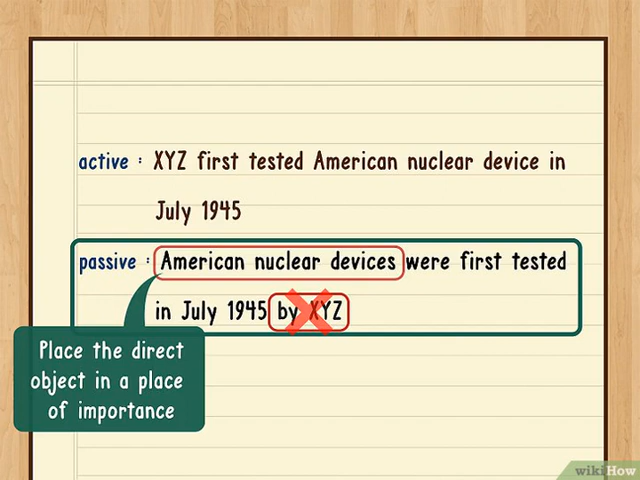 active : XYZ first tested American nuclear device in
July 1945
passive : American nuclear devices were first tested
in July 1945 by XYZ
Place the direct
object in a place
of importance
wikiHow